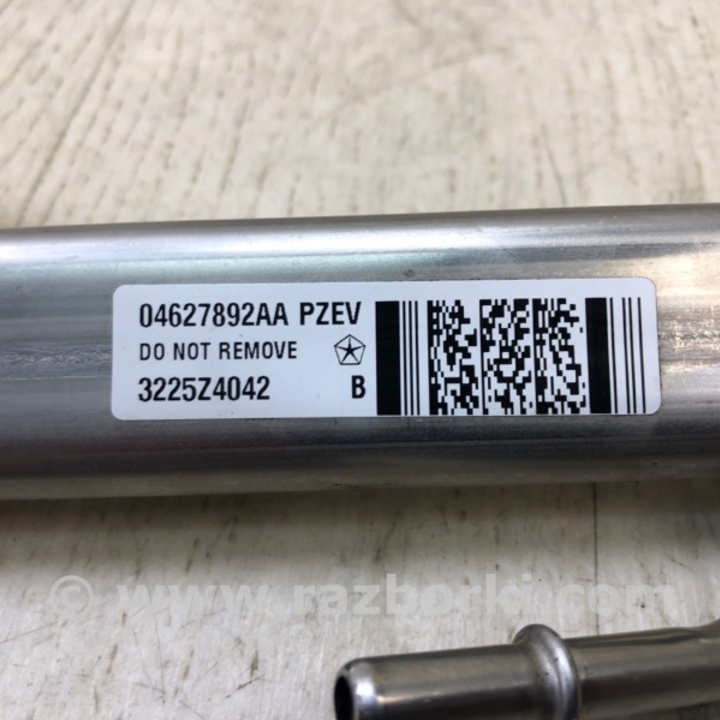 04627892AA PZEV
DO NOT REMOVE
3225Z4042 B
© www.razborki.com